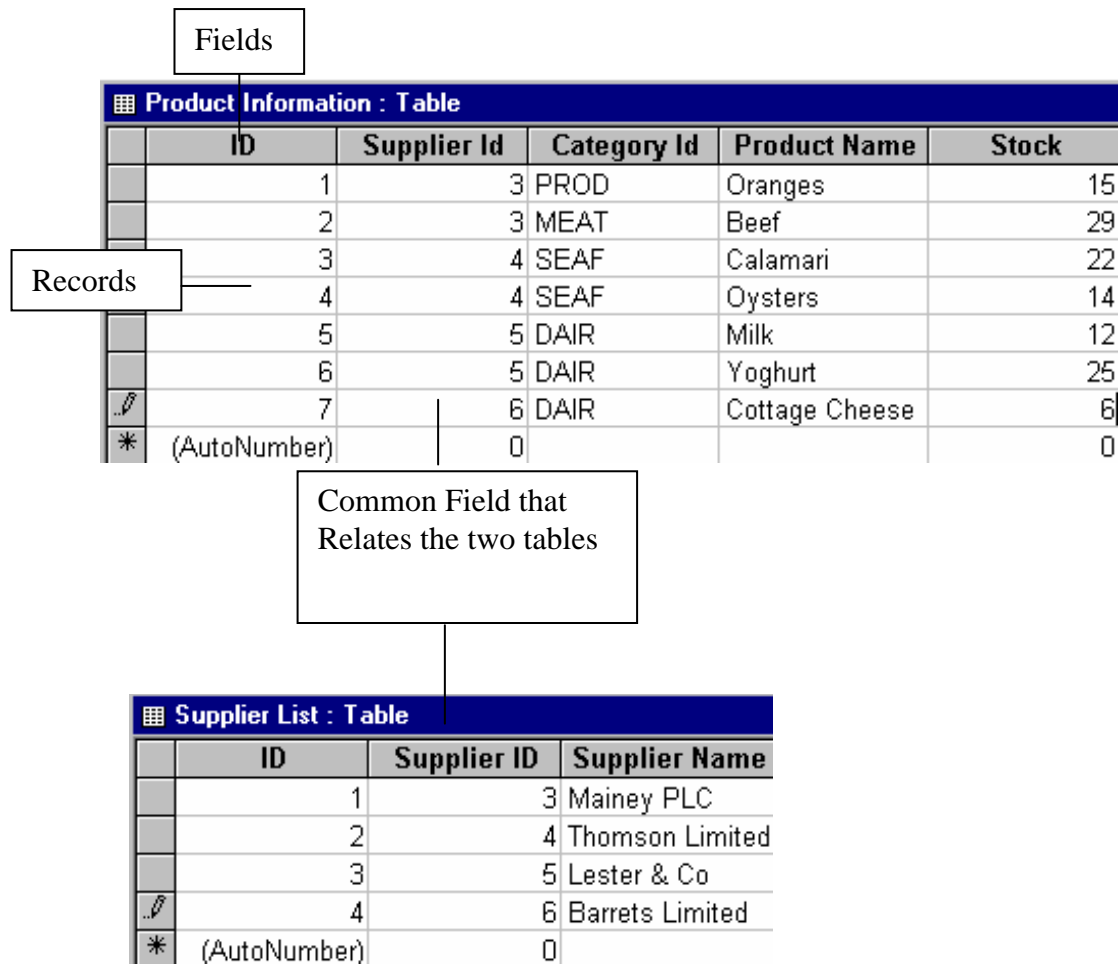 Fields
Product Information : Table
ID Supplier Id Category Id Product Name Stock
1 3 PROD Oranges 15
2 3 MEAT Beef 29
3 4 SEAF Calamari 22
Records
4 4 SEAF Oysters 14
5 5 DAIR Milk 12
6 5 DAIR Yoghurt 25
7 6 DAIR Cottage Cheese 6
(AutoNumber) 0 0
Common Field that
Relates the two tables
Supplier List : Table
ID Supplier ID Supplier Name
1 3 Mainey PLC
2 4 Thomson Limited
3 5 Lester & Co
4 6 Barrets Limited
(AutoNumber) 0